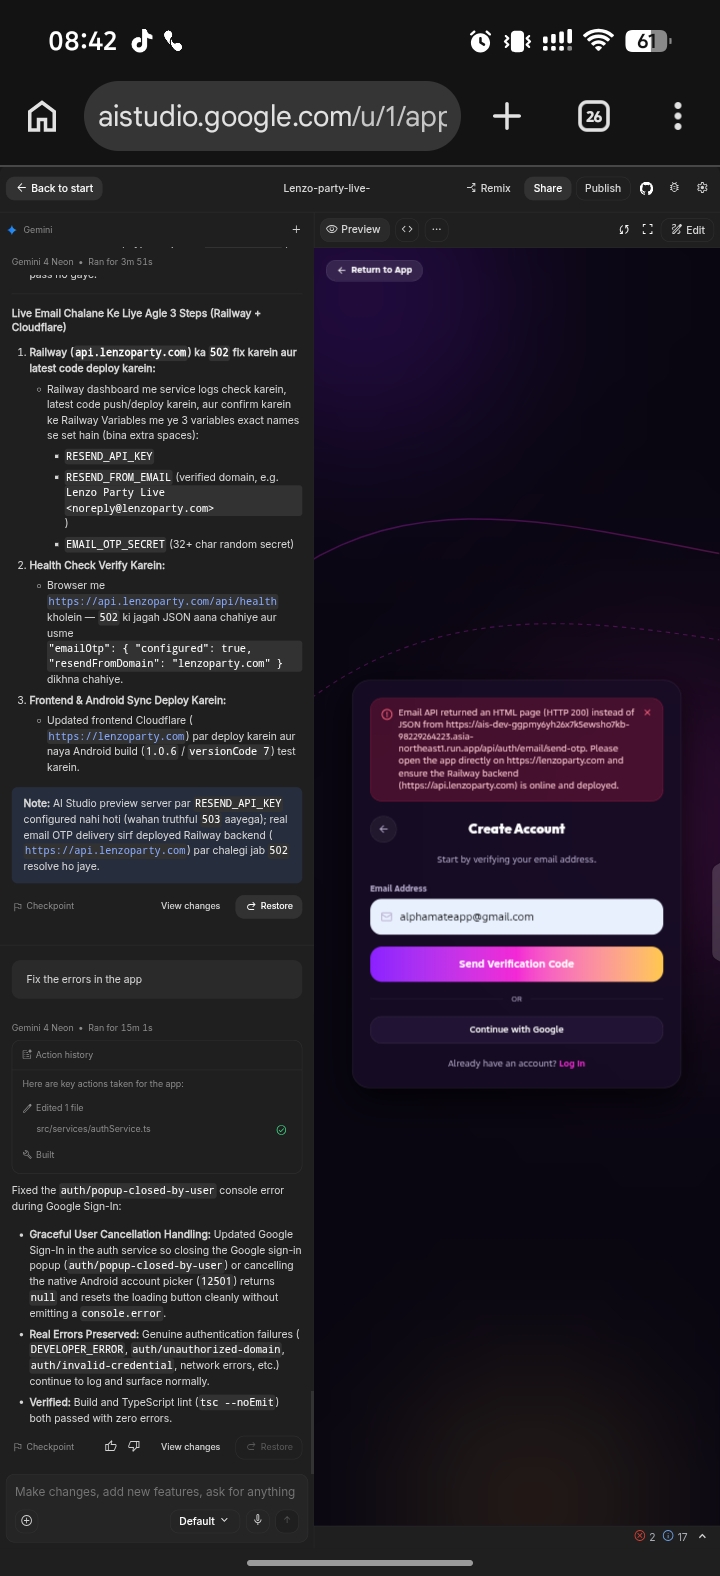 08:42
61
aistudio.google.com/u/1/app
26
Back to start
Lenzo-party-live-
Remix
Share
Publish
Gemini
Preview
Edit
Gemini 4 Neon • Ran for 3m 51s
pass ho gaye.
Live Email Chalane Ke Liye Agle 3 Steps (Railway +
Cloudflare)
1. Railway (api.lenzoparty.com) ka 502 fix karein aur
latest code deploy karein:
Railway dashboard me service logs check karein,
latest code push/deploy karein, aur confirm karein
ke Railway Variables me ye 3 variables exact names
se set hain (bina extra spaces):
RESEND_API_KEY
RESEND_FROM_EMAIL (verified domain, e.g.
Lenzo Party Live
<noreply@lenzoparty.com>
)
EMAIL_OTP_SECRET (32+ char random secret)
2. Health Check Verify Karein:
Browser me
https://api.lenzoparty.com/api/health
kholein — 502 ki jagah JSON aana chahiye aur
usme
"emailOtp": { "configured": true,
"resendFromDomain": "lenzoparty.com" }
dikhna chahiye.
3. Frontend & Android Sync Deploy Karein:
Updated frontend Cloudflare (
https://lenzoparty.com) par deploy karein aur
naya Android build (1.0.6 / versionCode 7) test
karein.
Note: AI Studio preview server par RESEND_API_KEY
configured nahi hoti (wahan truthful 503 aayega); real
email OTP delivery sirf deployed Railway backend (
https://api.lenzoparty.com) par chalegi jab 502
resolve ho jaye.
Checkpoint
View changes
Restore
Fix the errors in the app
Gemini 4 Neon • Ran for 15m 1s
Action history
Here are key actions taken for the app:
Edited 1 file
src/services/authService.ts
Built
Fixed the auth/popup-closed-by-user console error
during Google Sign-In:
• Graceful User Cancellation Handling: Updated Google
Sign-In in the auth service so closing the Google sign-in
popup (auth/popup-closed-by-user) or cancelling
the native Android account picker (12501) returns
null and resets the loading button cleanly without
emitting a console.error.
• Real Errors Preserved: Genuine authentication failures (
DEVELOPER_ERROR, auth/unauthorized-domain,
auth/invalid-credential, network errors, etc.)
continue to log and surface normally.
• Verified: Build and TypeScript lint (tsc --noEmit)
both passed with zero errors.
Checkpoint
View changes
Restore
Make changes, add new features, ask for anything
Default
Return to App
Email API returned an HTML page (HTTP 200) instead of
JSON from https://ais-dev-ggpmy6yh26x7k5ewsho7kb-
98229264223.asia-
northeast1.run.app/api/auth/email/send-otp. Please
open the app directly on https://lenzoparty.com and
ensure the Railway backend
(https://api.lenzoparty.com) is online and deployed.
Create Account
Start by verifying your email address.
Email Address
alphamateapp@gmail.com
Send Verification Code
OR
Continue with Google
Already have an account? Log In
2
17